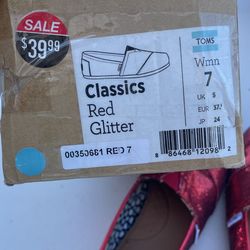 SALE
$39.99
TOMS
Wmn
7
Classics
Red
Glitter
UK 5
EUR 37.5
JP 24
00353681 RED 7
8 86468 12098 2